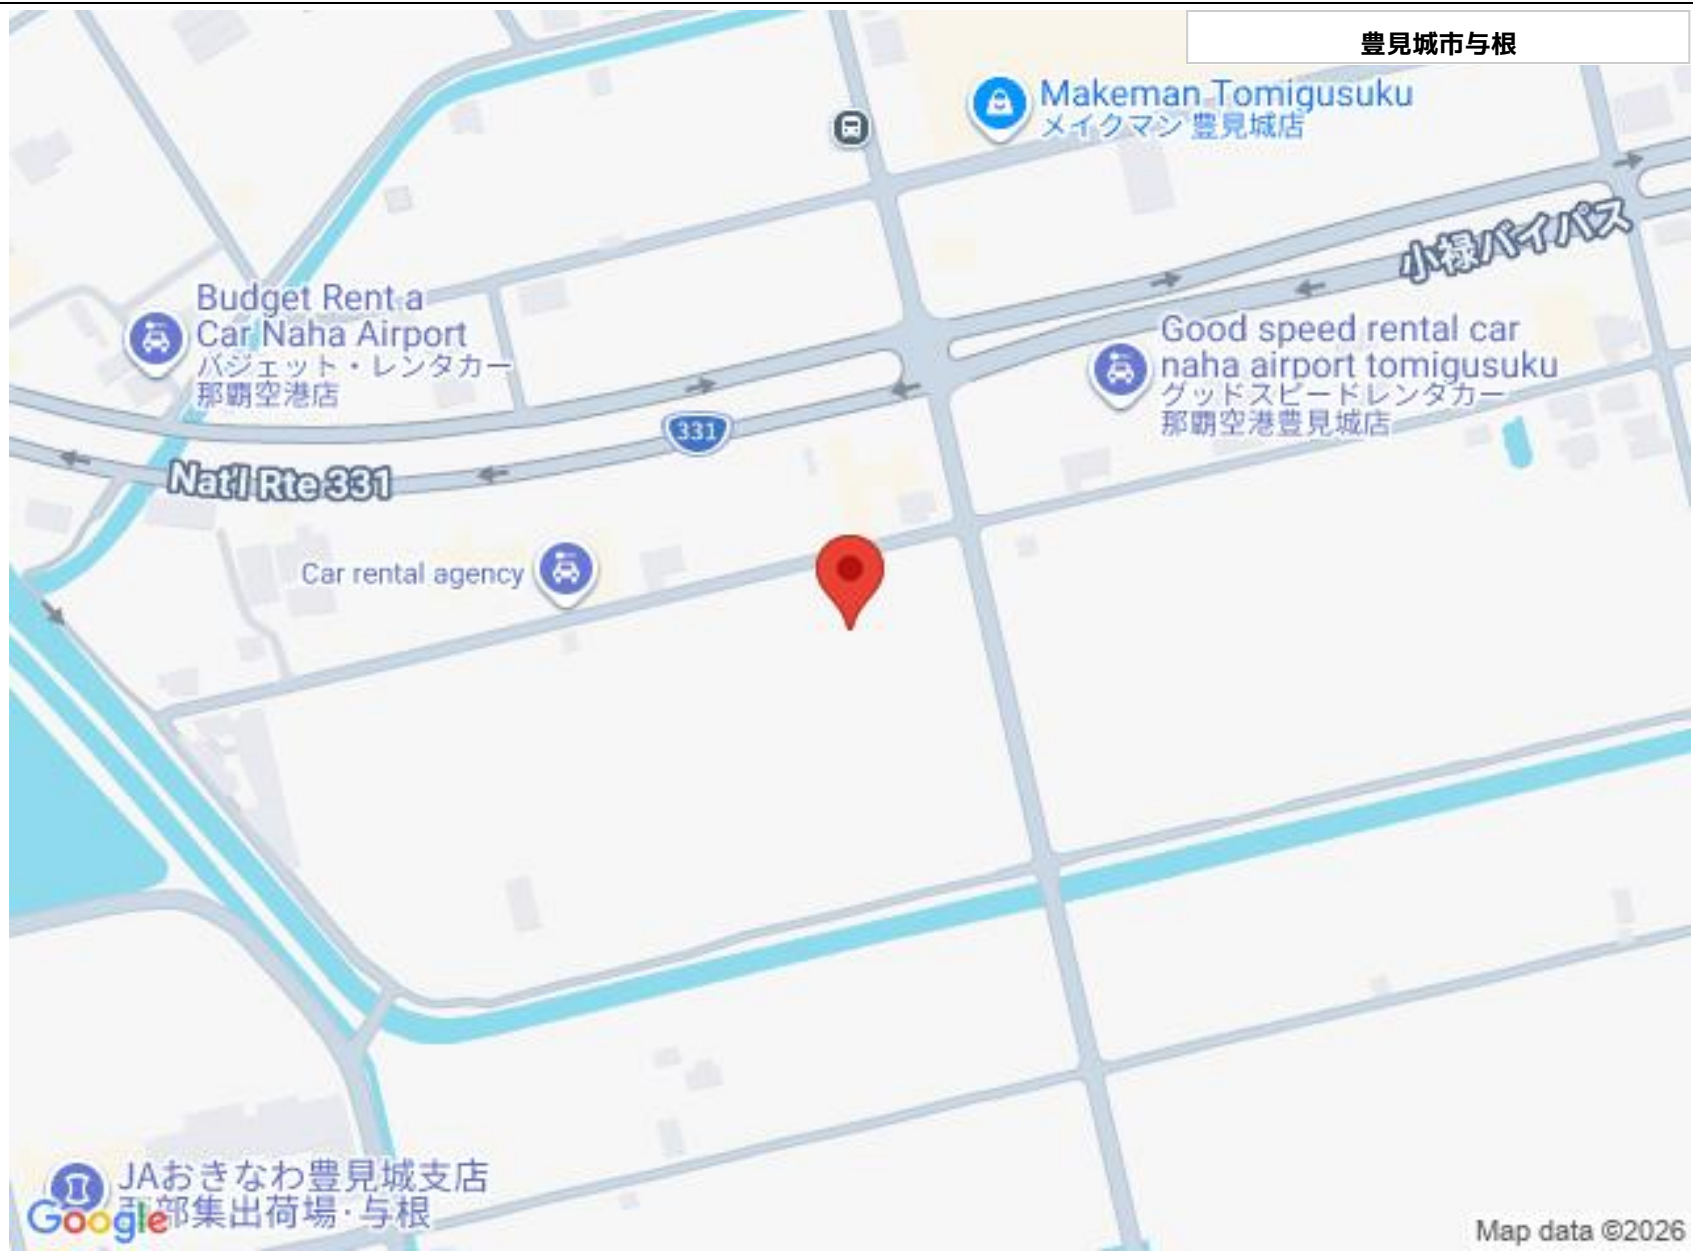 豊見城市与根
Makeman Tomigusuku
メイクマン 豊見城店
小禄バイパス
Budget Rent a
Car Naha Airport
バジェット・レンタカー
那覇空港店
Good speed rental car
naha airport tomigusuku
グッドスピードレンタカー
那覇空港豊見城店
331
Nat'l Rte 331
Car rental agency
JAおきなわ豊見城支店
部集出荷場·与根
Google
Map data ©2026